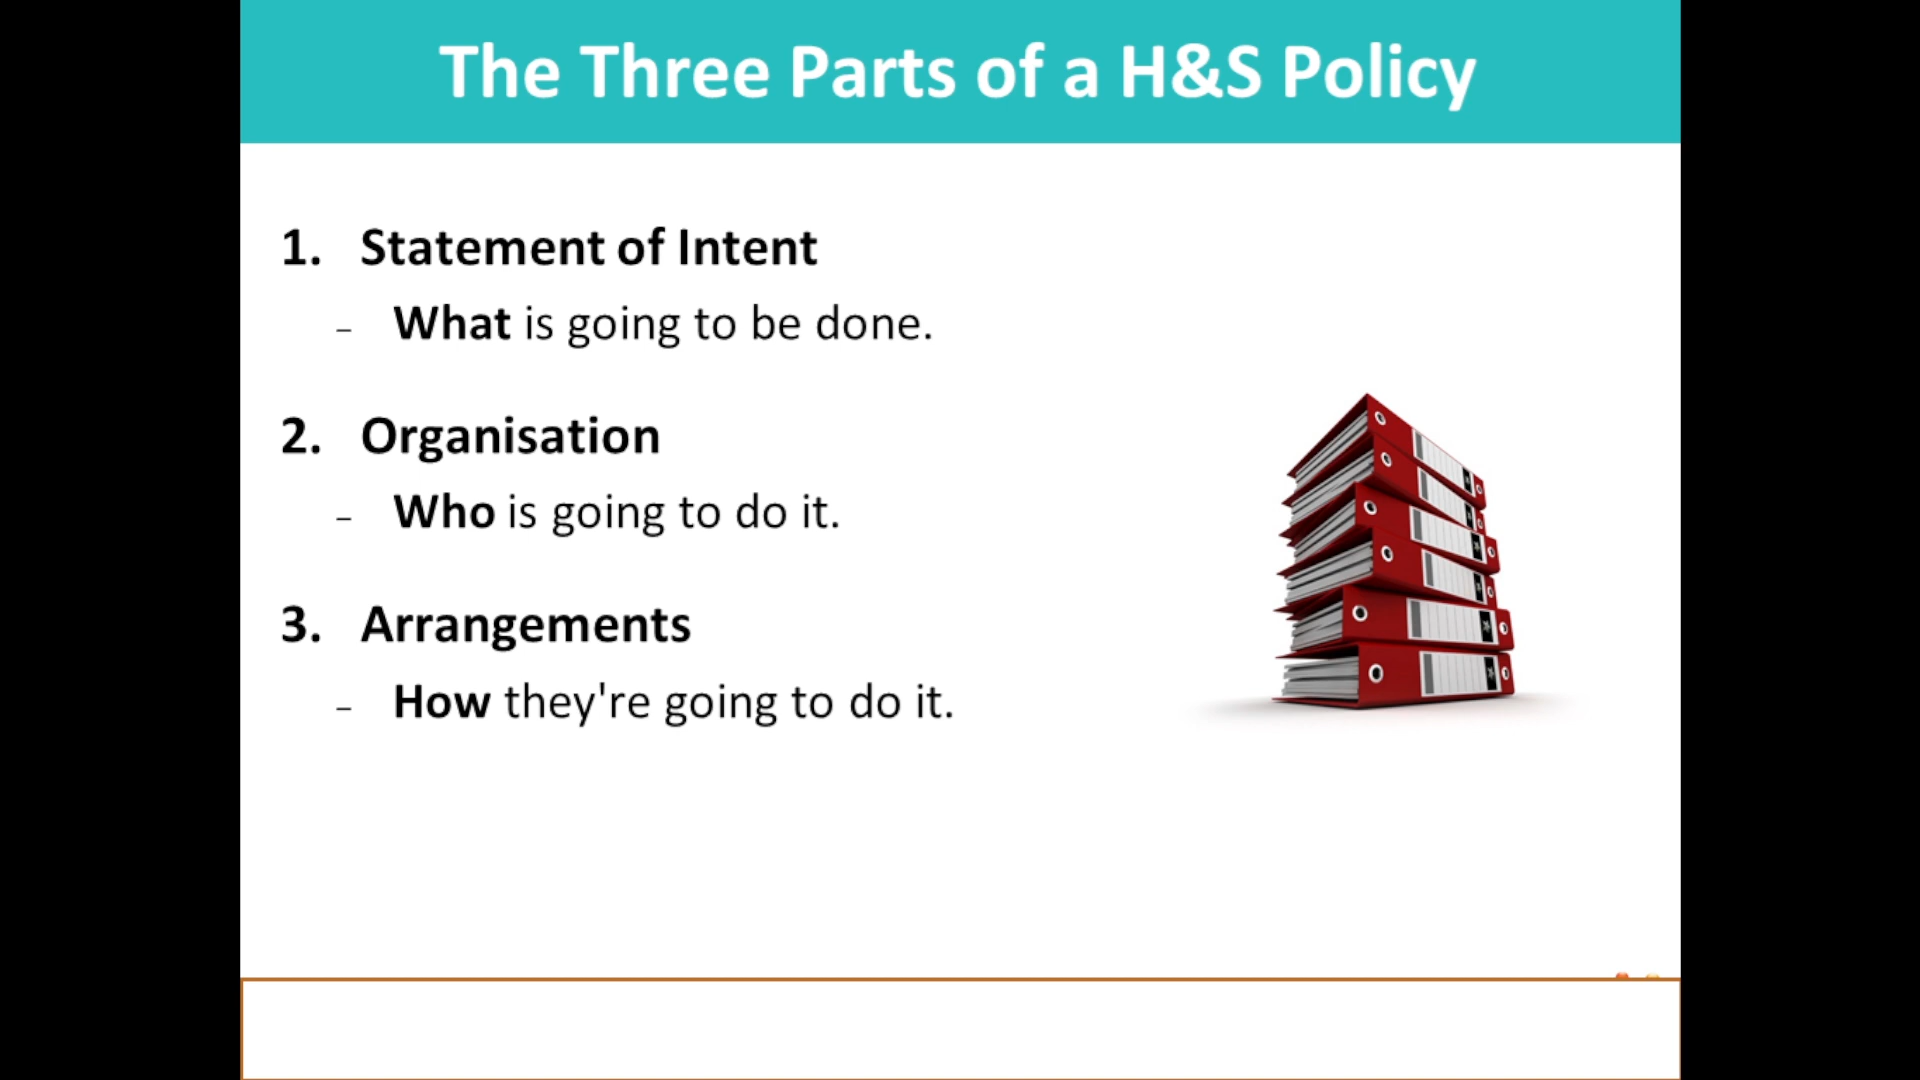 The Three Parts of a H&S Policy
1. Statement of Intent
– What is going to be done.
2. Organisation
– Who is going to do it.
3. Arrangements
– How they're going to do it.